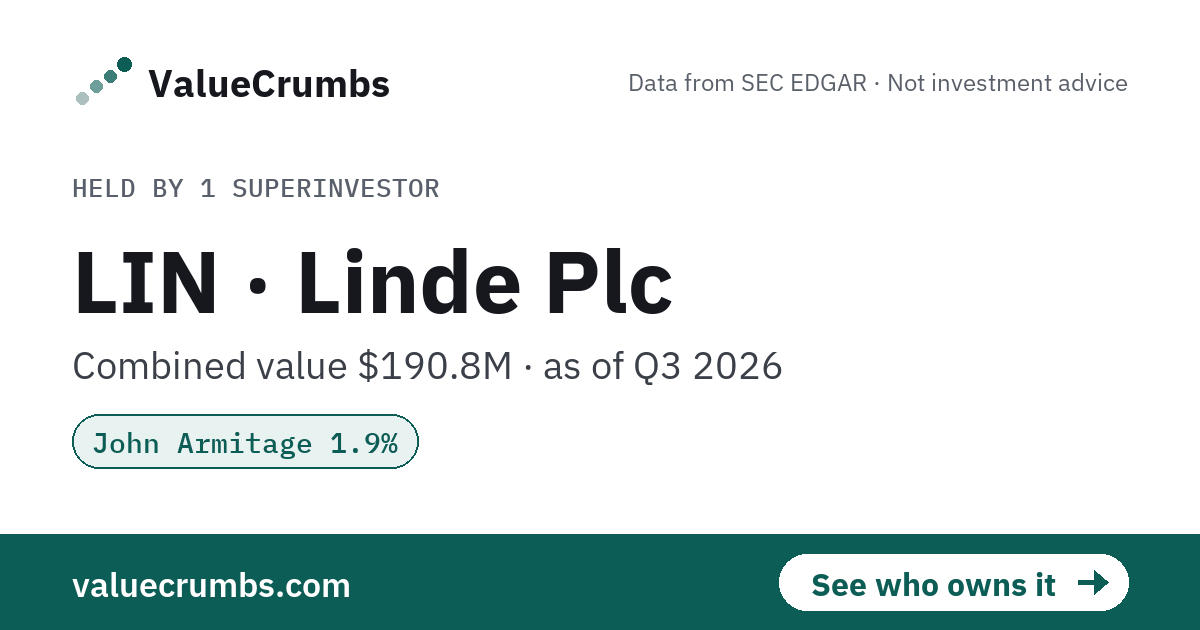 ValueCrumbs
Data from SEC EDGAR · Not investment advice
HELD BY 1 SUPERINVESTOR
LIN · Linde Plc
Combined value $190.8M · as of Q3 2026
John Armitage 1.9%
valuecrumbs.com
See who owns it →